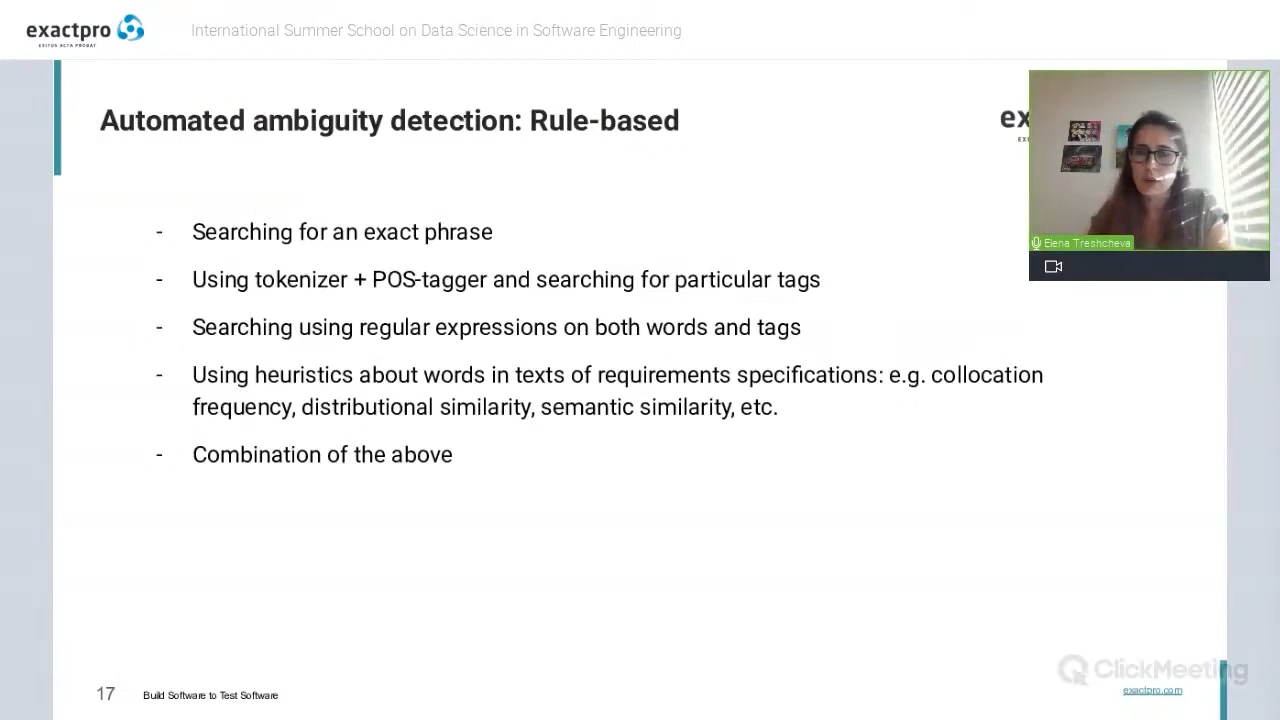 exactpro
EXITUS ACTA PROBAT
International Summer School on Data Science in Software Engineering
Automated ambiguity detection: Rule-based
ex
EX
Elena Treshcheva
- Searching for an exact phrase
- Using tokenizer + POS-tagger and searching for particular tags
- Searching using regular expressions on both words and tags
- Using heuristics about words in texts of requirements specifications: e.g. collocation
frequency, distributional similarity, semantic similarity, etc.
- Combination of the above
ClickMeeting
17 Build Software to Test Software
exactpro.com